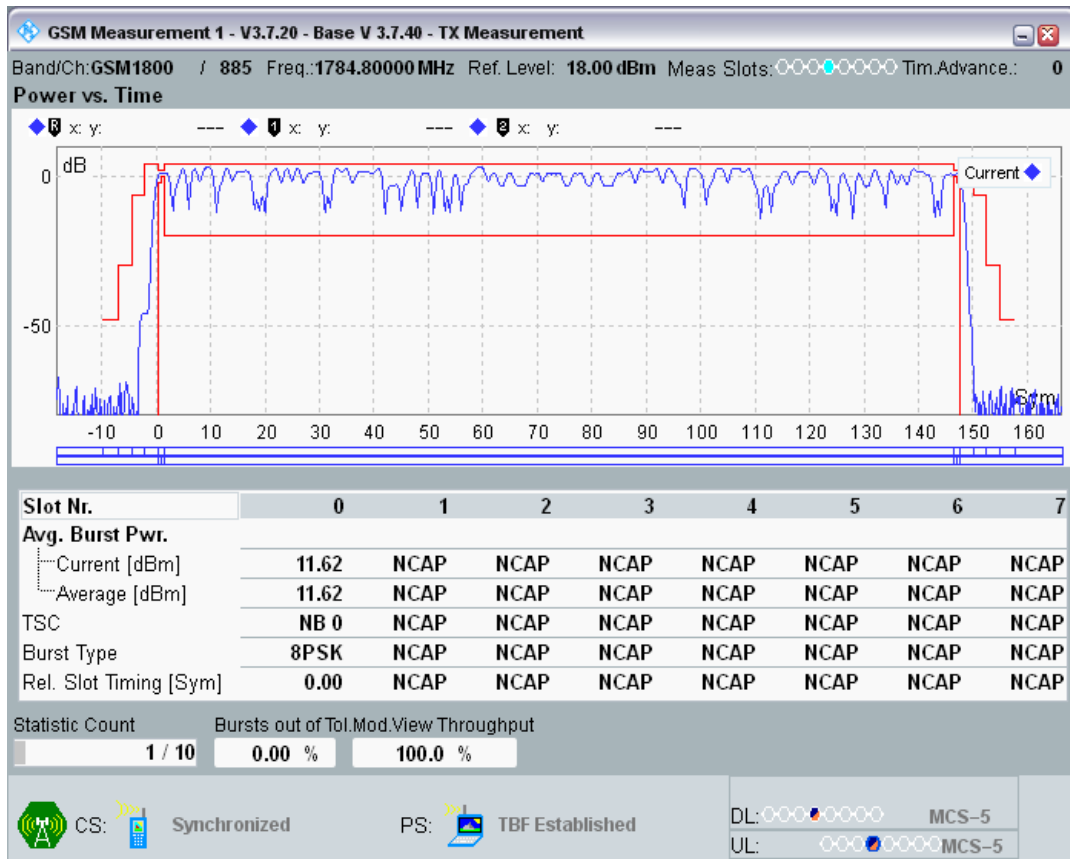 GSM Measurement 1 - V3.7.20 - Base V 3.7.40 - TX Measurement
Band/Ch:GSM1800 / 885 Freq.:1784.80000 MHz Ref. Level: 18.00 dBm Meas Slots: Tim.Advance.: 0
Power vs. Time
R x: y: --- 1 x: y: --- 2 x: y: ---
dB
Current
0
-50
Sym
-10 0 10 20 30 40 50 60 70 80 90 100 110 120 130 140 150 160
Slot Nr. 0 1 2 3 4 5 6 7
Avg. Burst Pwr.
Current [dBm] 11.62 NCAP NCAP NCAP NCAP NCAP NCAP NCAP
Average [dBm] 11.62 NCAP NCAP NCAP NCAP NCAP NCAP NCAP
TSC NB 0 NCAP NCAP NCAP NCAP NCAP NCAP NCAP
Burst Type 8PSK NCAP NCAP NCAP NCAP NCAP NCAP NCAP
Rel. Slot Timing [Sym] 0.00 NCAP NCAP NCAP NCAP NCAP NCAP NCAP
Statistic Count Bursts out of Tol.Mod.View Throughput
1 / 10 0.00 % 100.0 %
CS: Synchronized PS: TBF Established DL: MCS-5
UL: MCS-5